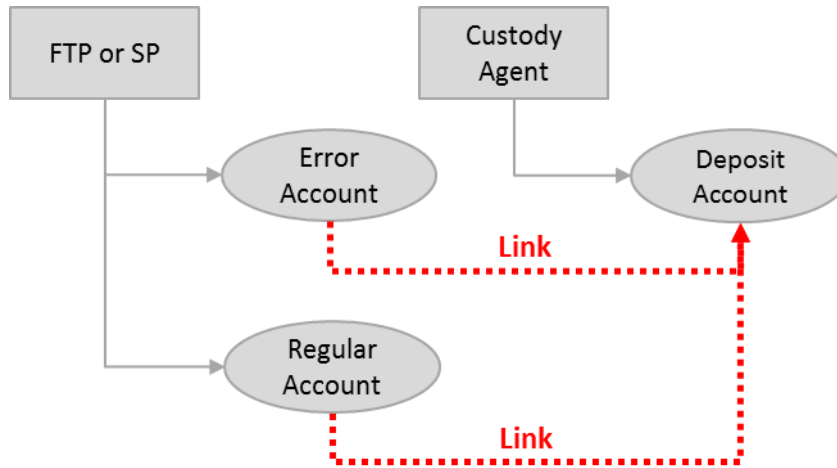 FTP or SP
Custody
Agent
Error
Account
Deposit
Account
Link
Regular
Account
Link